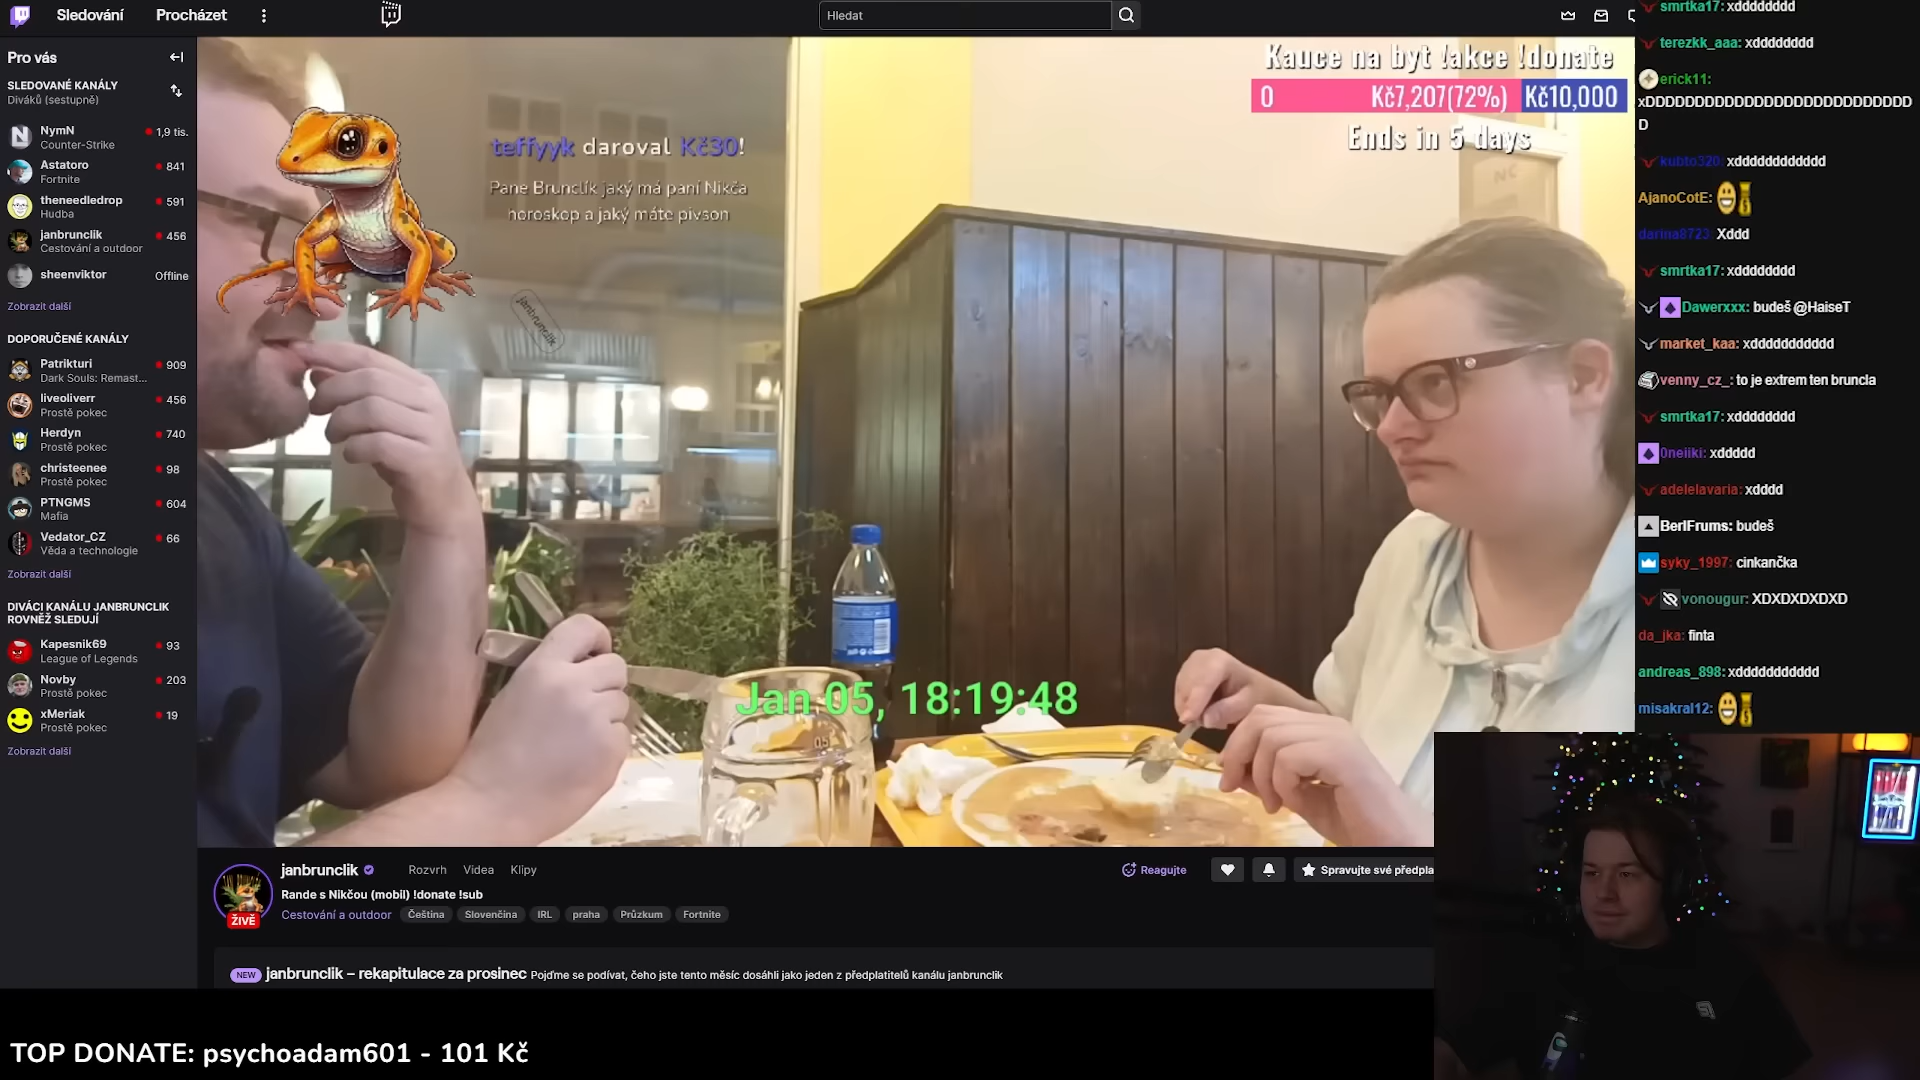 Sledování
Procházet
Hledat
Pro vás
SLEDOVANÉ KANÁLY
Diváků (sestupně)
NymN
1,9 tis.
Counter-Strike
Astatoro
841
Fortnite
theneedledrop
591
Hudba
janbrunclik
456
Cestování a outdoor
sheenviktor
Offline
Zobrazit další
DOPORUČENÉ KANÁLY
Patrikturi
909
Dark Souls: Remast...
liveoliverr
456
Prostě pokec
Herdyn
740
Prostě pokec
christeenee
98
Prostě pokec
PTNGMS
604
Mafia
Vedator_CZ
66
Věda a technologie
Zobrazit další
DIVÁCI KANÁLU JANBRUNCLIK
ROVNĚŽ SLEDUJÍ
Kapesnik69
93
League of Legends
Novby
203
Prostě pokec
xMeriak
19
Prostě pokec
Zobrazit další
teffyyk daroval Kč30!
Pane Brunclík jaký má paní Nikča
horoskop a jaký máte pivson
janbrunclik
Kauce na byt !akce !donate
0 Kč7,207(72%) Kč10,000
Ends in 5 days
Jan 05, 18:19:48
janbrunclik
Rozvrh
Videa
Klipy
Reagujte
Spravujte své předpla
Rande s Nikčou (mobil) !donate !sub
Cestování a outdoor
Čeština
Slovenčina
IRL
praha
Průzkum
Fortnite
ŽIVĚ
NEW janbrunclik – rekapitulace za prosinec Pojďme se podívat, čeho jste tento měsíc dosáhli jako jeden z předplatitelů kanálu janbrunclik
TOP DONATE: psychoadam601 - 101 Kč
smrtka17: xdddddddd
terezkk_aaa: xdddddddd
erick11:
xDDDDDDDDDDDDDDDDDDDDDDDDDDD
D
kubto320: xdddddddddddd
AjanoCotE:
darina8723: Xddd
smrtka17: xdddddddd
Dawerxxx: budeš @HaiseT
market_kaa: xddddddddddd
venny_cz_: to je extrem ten bruncla
smrtka17: xdddddddd
0neiiki: xddddd
adelelavaria: xdddd
BerlFrums: budeš
syky_1997: cinkančka
vonougur: XDXDXDXDXD
da_jka: finta
andreas_898: xddddddddddd
misakral12: